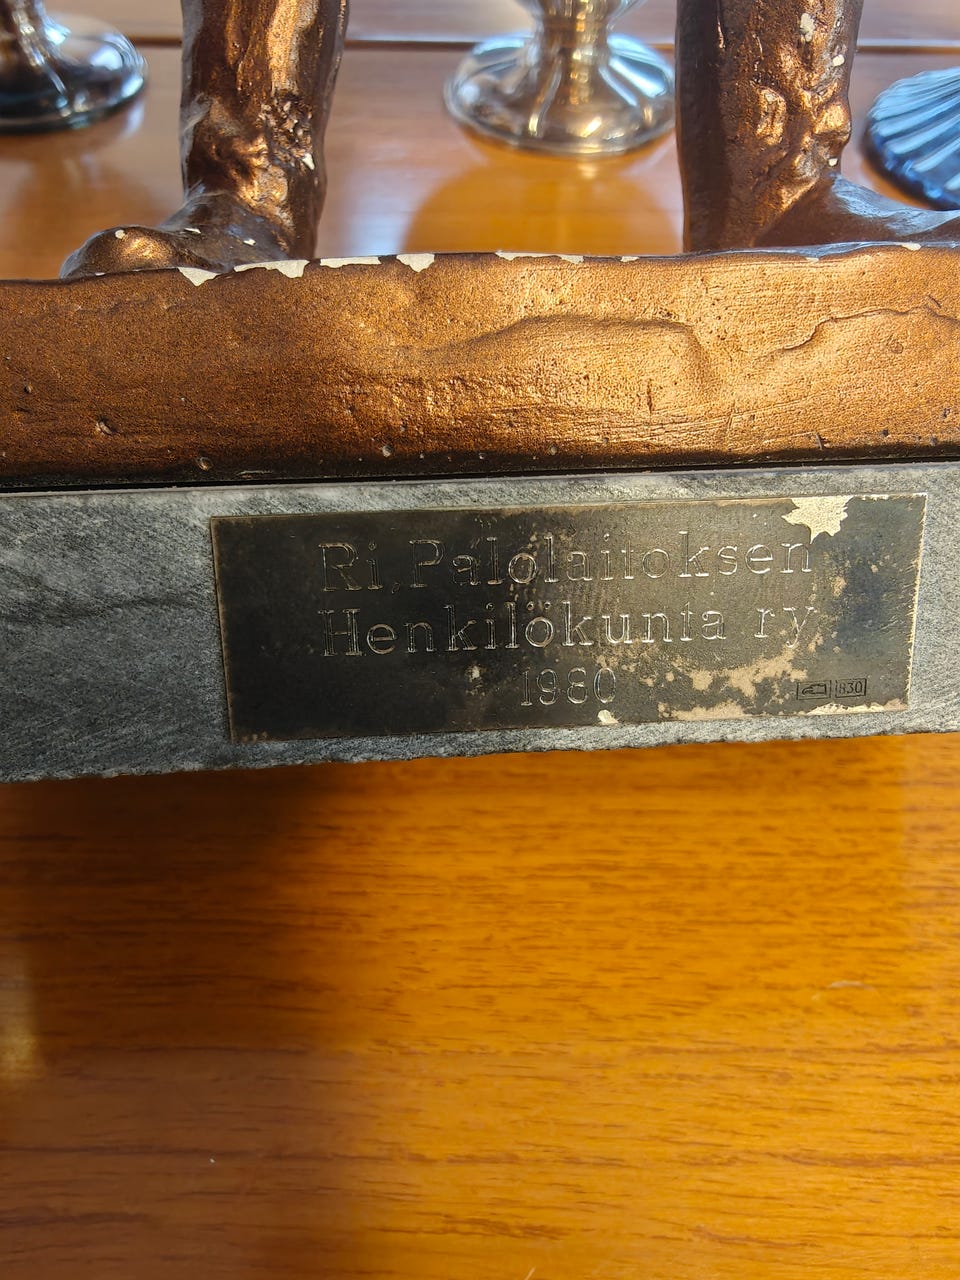 Ri, Palolaitoksen
Henkilökunta ry
1980
830